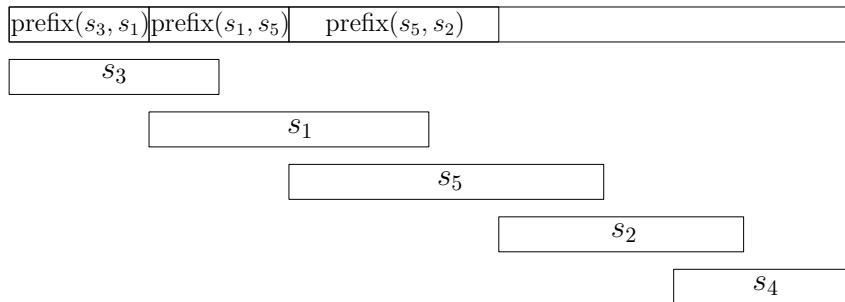 prefix(s₃, s₁) prefix(s₁, s₅) prefix(s₅, s₂)
s₃
s₁
s₅
s₂
s₄